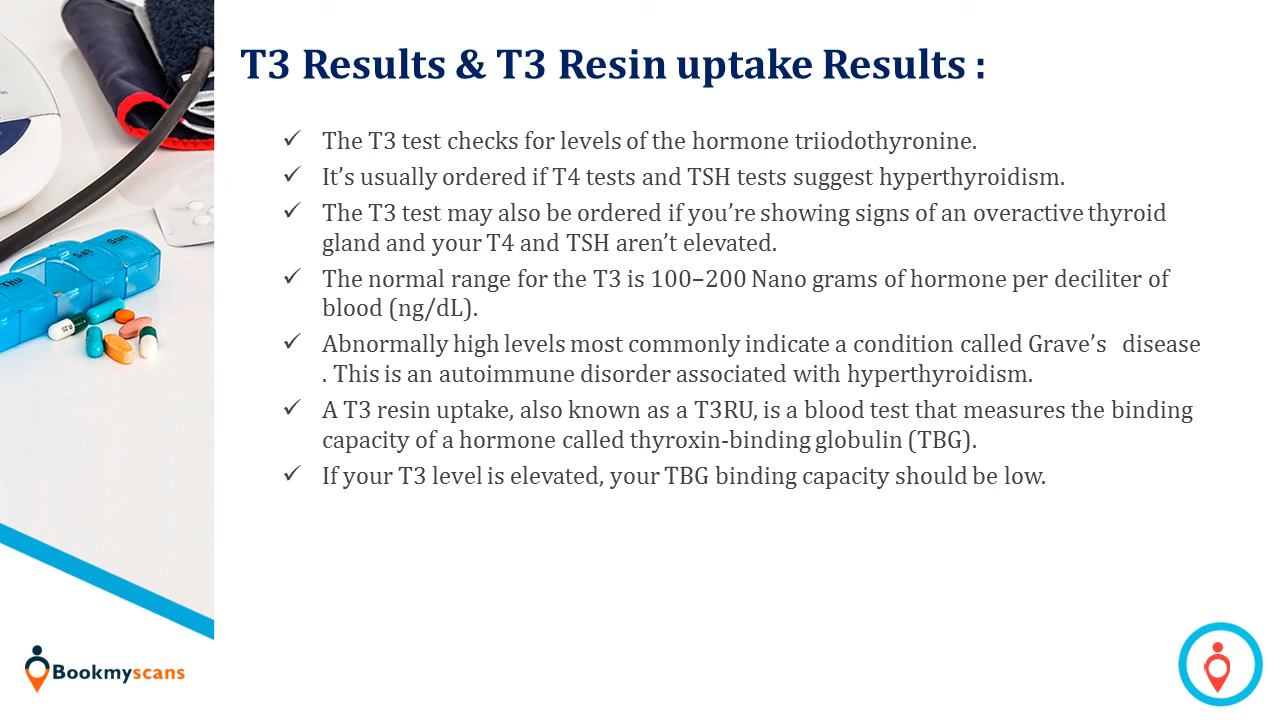 T3 Results & T3 Resin uptake Results :
✓ The T3 test checks for levels of the hormone triiodothyronine.
✓ It’s usually ordered if T4 tests and TSH tests suggest hyperthyroidism.
✓ The T3 test may also be ordered if you’re showing signs of an overactive thyroid
gland and your T4 and TSH aren’t elevated.
✓ The normal range for the T3 is 100–200 Nano grams of hormone per deciliter of
blood (ng/dL).
✓ Abnormally high levels most commonly indicate a condition called Grave’s disease
. This is an autoimmune disorder associated with hyperthyroidism.
✓ A T3 resin uptake, also known as a T3RU, is a blood test that measures the binding
capacity of a hormone called thyroxin-binding globulin (TBG).
✓ If your T3 level is elevated, your TBG binding capacity should be low.
Thu
Sat
Sun
Bookmyscans